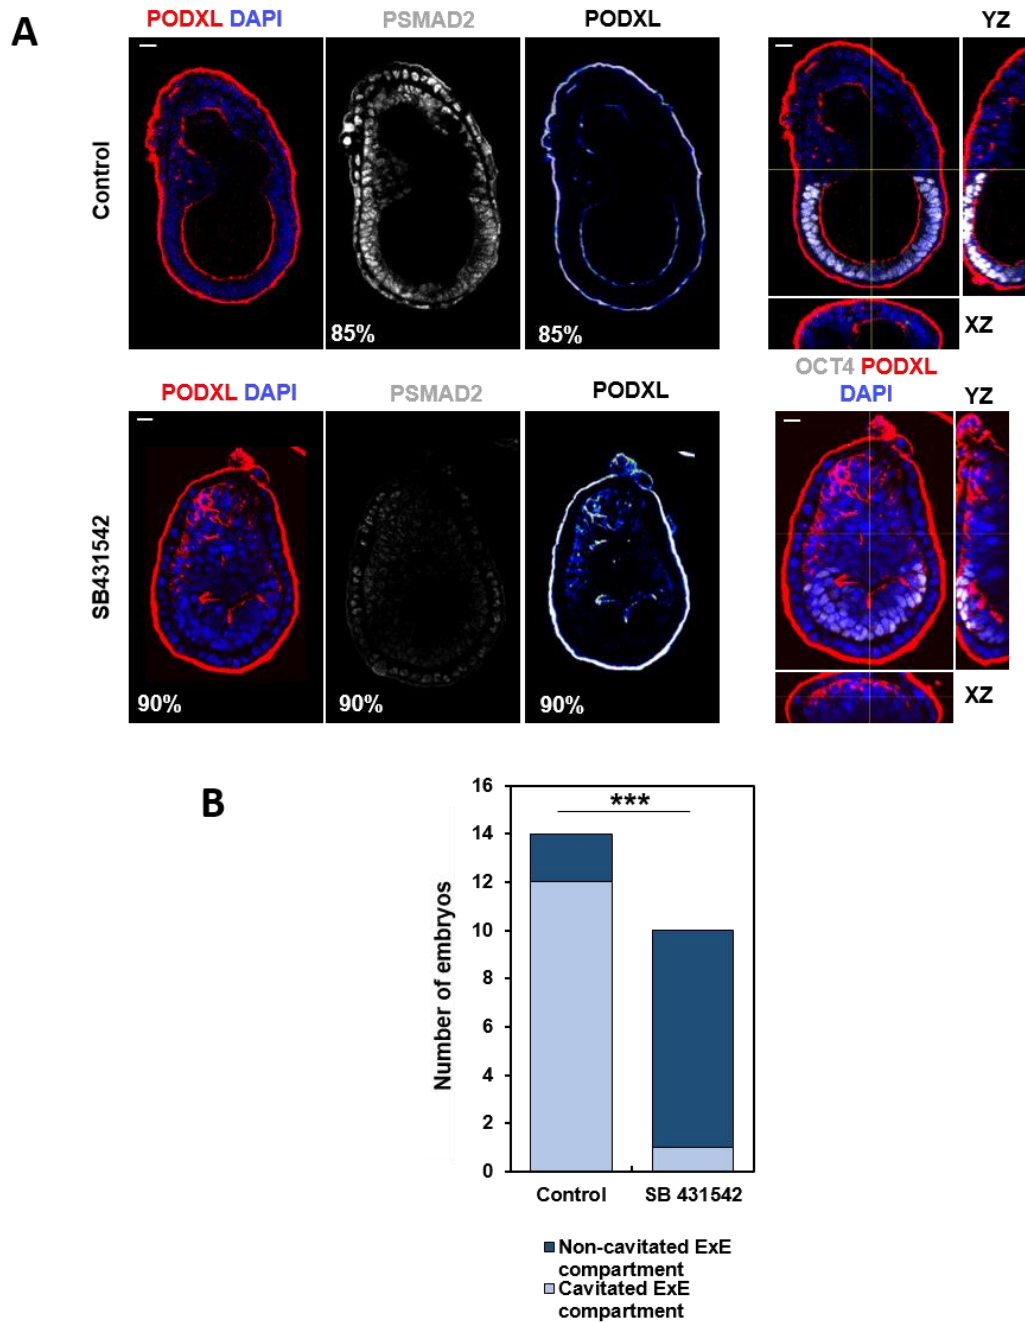 A
PODXL DAPI
PSMAD2
PODXL
YZ
Control
85%
85%
XZ
OCT4 PODXL
DAPI
PODXL DAPI
PSMAD2
PODXL
YZ
SB431542
90%
90%
90%
XZ
B
Number of embryos
16
14
12
10
8
6
4
2
0
***
Control
SB 431542
Non-cavitated ExE
compartment
Cavitated ExE
compartment